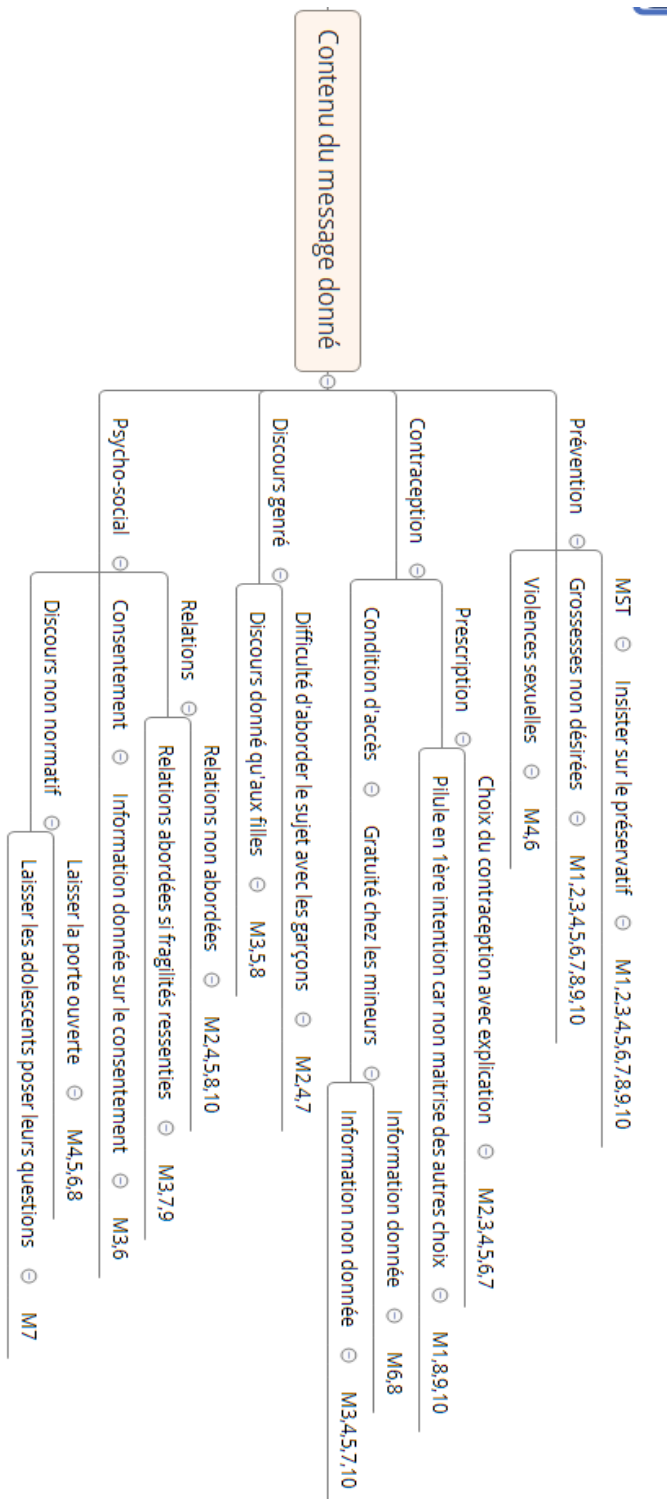 Contenu du message donné
Prévention
MST
Insister sur le préservatif
M1,2,3,4,5,6,7,8,9,10
Grossesses non désirées
M1,2,3,4,5,6,7,8,9,10
Violences sexuelles
M4,6
Contraception
Prescription
Choix du contraception avec explication
M2,3,4,5,6,7
Pilule en 1ère intention car non maitrise des autres choix
M1,8,9,10
Condition d'accès
Gratuité chez les mineurs
Information donnée
M6,8
Information non donnée
M3,4,5,7,10
Discours genré
Difficulté d'aborder le sujet avec les garçons
M2,4,7
Discours donné qu'aux filles
M3,5,8
Psycho-social
Relations
Relations non abordées
M2,4,5,8,10
Relations abordées si fragilités ressenties
M3,7,9
Consentement
Information donnée sur le consentement
M3,6
Discours non normatif
Laisser la porte ouverte
M4,5,6,8
Laisser les adolescents poser leurs questions
M7